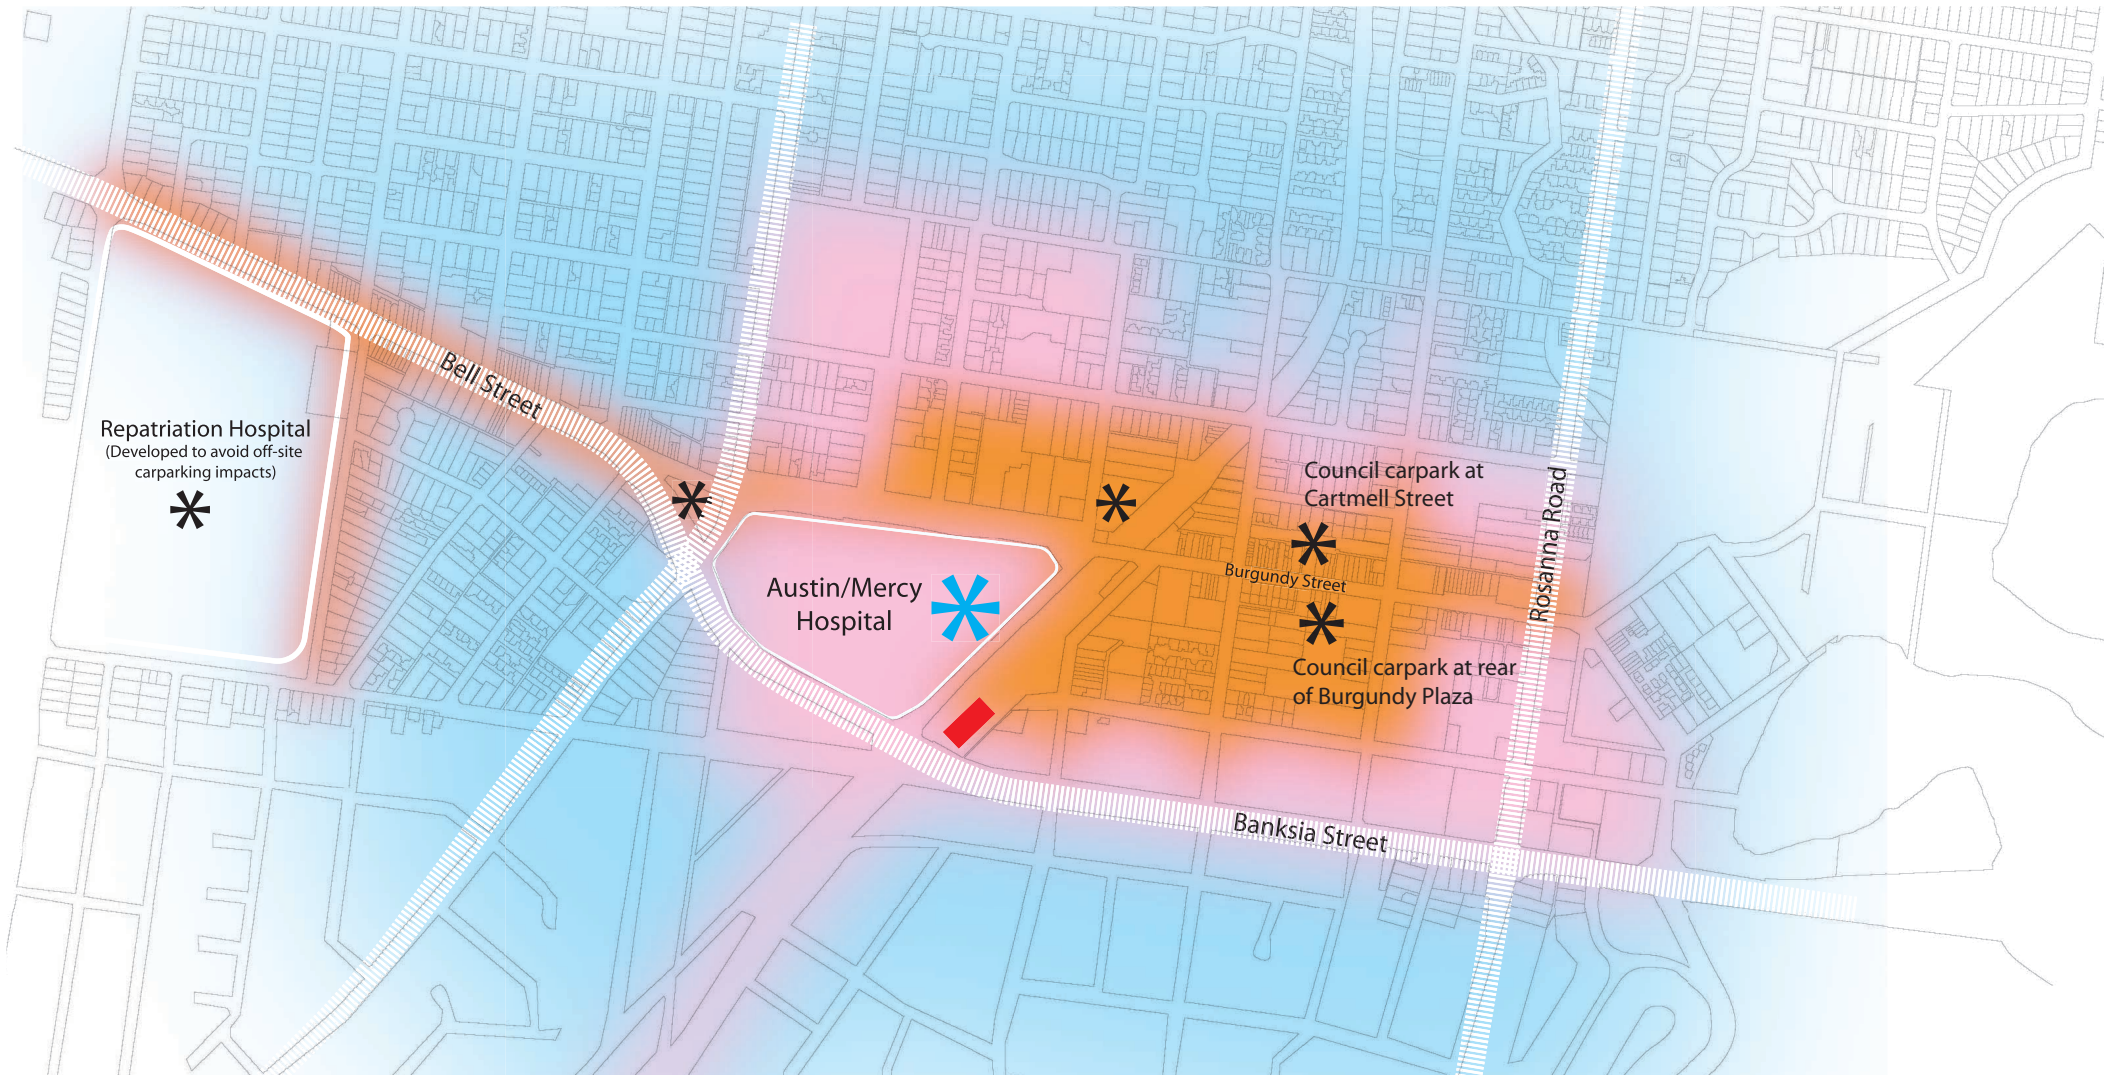 Bell Street
Repatriation Hospital
(Developed to avoid off-site
carparking impacts)
Council carpark at
Cartmell Street
Rosanna Road
Burgundy Street
Austin/Mercy
Hospital
Council carpark at rear
of Burgundy Plaza
Banksia Street